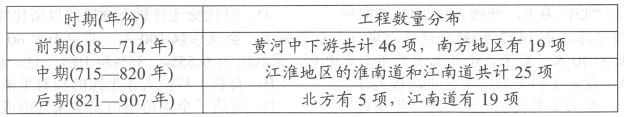 时期(年份) 工程数量分布
前期(618—714年) 黄河中下游共计46项，南方地区有19项
中期(715—820年) 江淮地区的淮南道和江南道共计25项
后期(821—907年) 北方有5项，江南道有19项